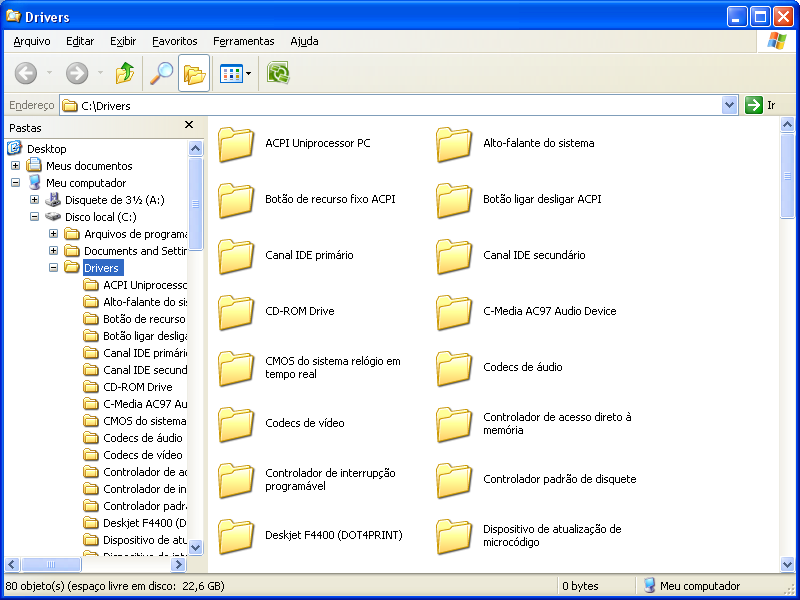 Drivers
Arquivo Editar Exibir Favoritos Ferramentas Ajuda
Endereço C:\Drivers Ir
Pastas
Desktop
Meus documentos
Meu computador
Disquete de 3½ (A:)
Disco local (C:)
Arquivos de programa
Documents and Settin
Drivers
ACPI Uniprocesso
Alto-falante do sis
Botão de recurso
Botão ligar desliga
Canal IDE primário
Canal IDE secund
CD-ROM Drive
C-Media AC97 Au
CMOS do sistema
Codecs de áudio
Codecs de vídeo
Controlador de ac
Controlador de in
Controlador padrã
Deskjet F4400 (D
Dispositivo de atu
ACPI Uniprocessor PC
Alto-falante do sistema
Botão de recurso fixo ACPI
Botão ligar desligar ACPI
Canal IDE primário
Canal IDE secundário
CD-ROM Drive
C-Media AC97 Audio Device
CMOS do sistema relógio em
tempo real
Codecs de áudio
Codecs de vídeo
Controlador de acesso direto à
memória
Controlador de interrupção
programável
Controlador padrão de disquete
Deskjet F4400 (DOT4PRINT)
Dispositivo de atualização de
microcódigo
80 objeto(s) (espaço livre em disco: 22,6 GB)
0 bytes
Meu computador